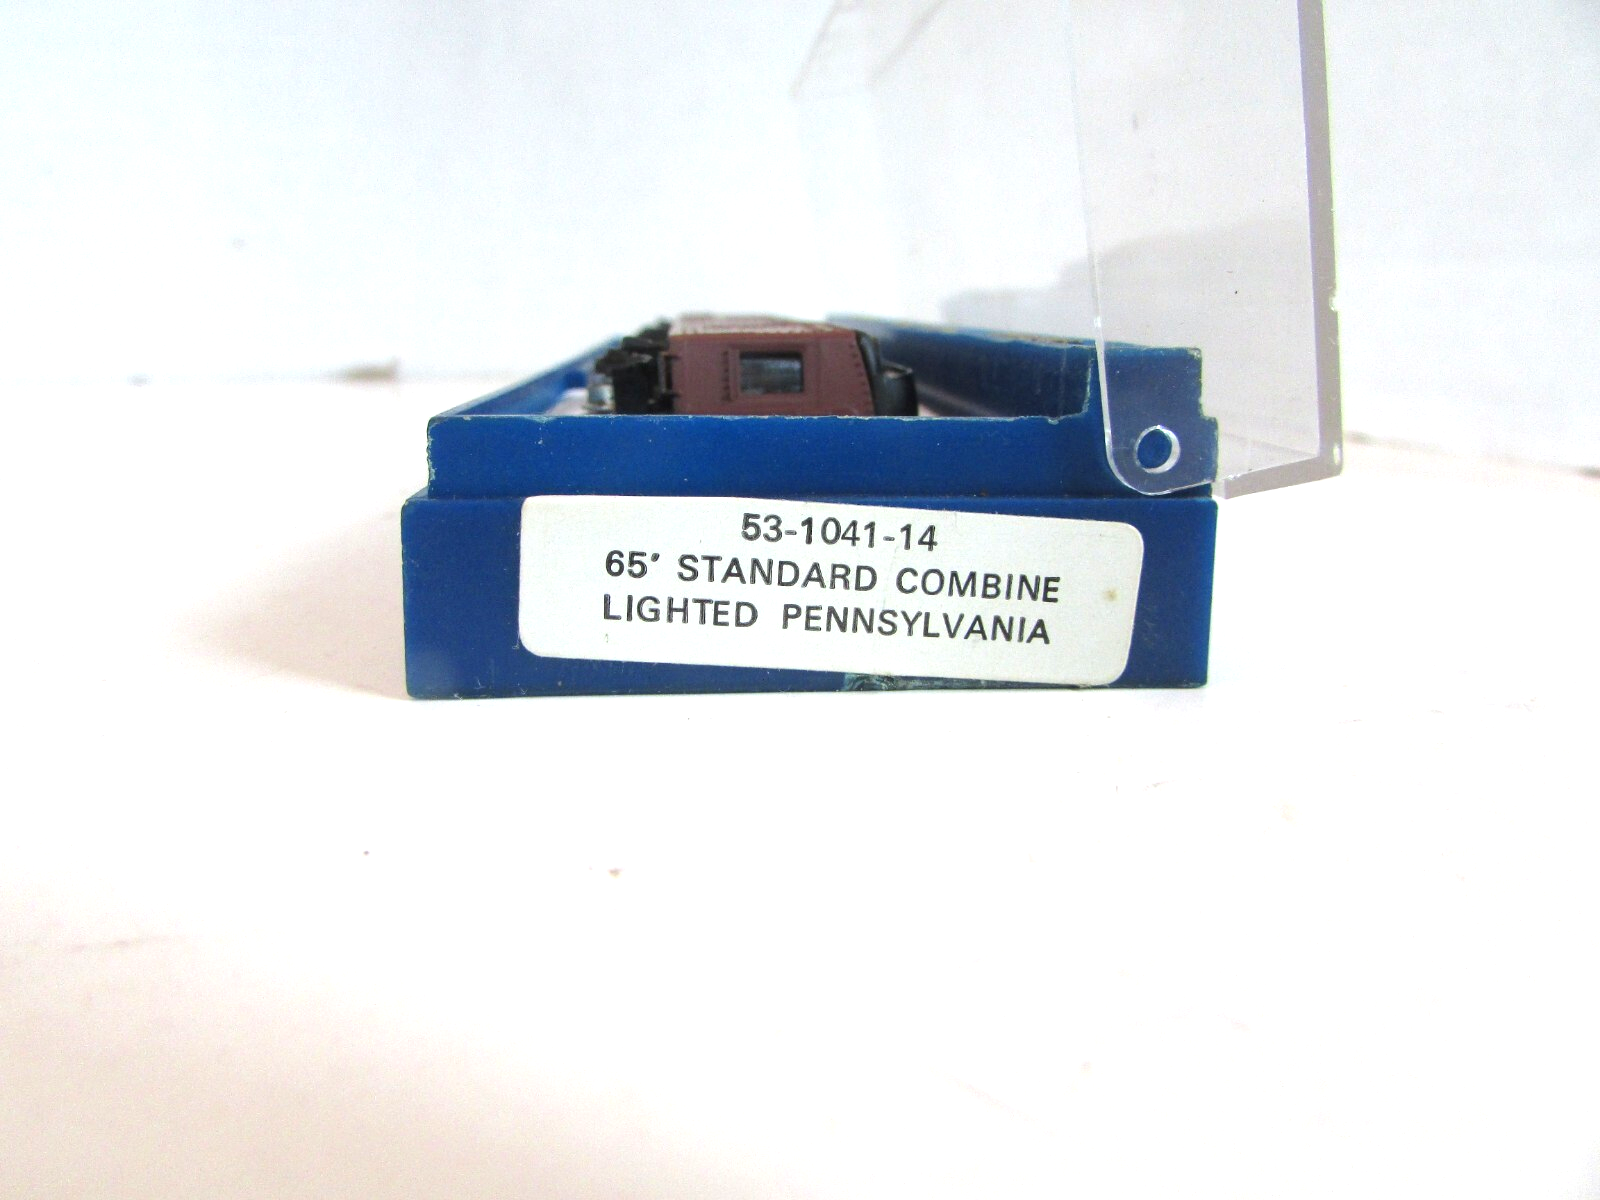 53-1041-14
65' STANDARD COMBINE
LIGHTED PENNSYLVANIA